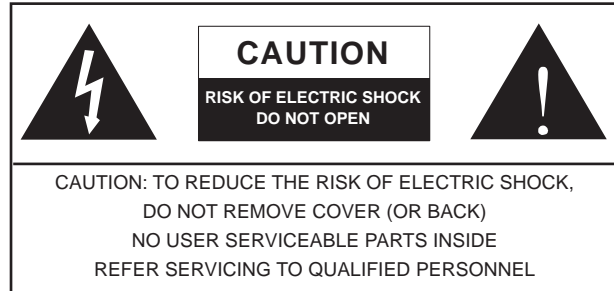 CAUTION
RISK OF ELECTRIC SHOCK
DO NOT OPEN
!
CAUTION: TO REDUCE THE RISK OF ELECTRIC SHOCK,
DO NOT REMOVE COVER (OR BACK)
NO USER SERVICEABLE PARTS INSIDE
REFER SERVICING TO QUALIFIED PERSONNEL